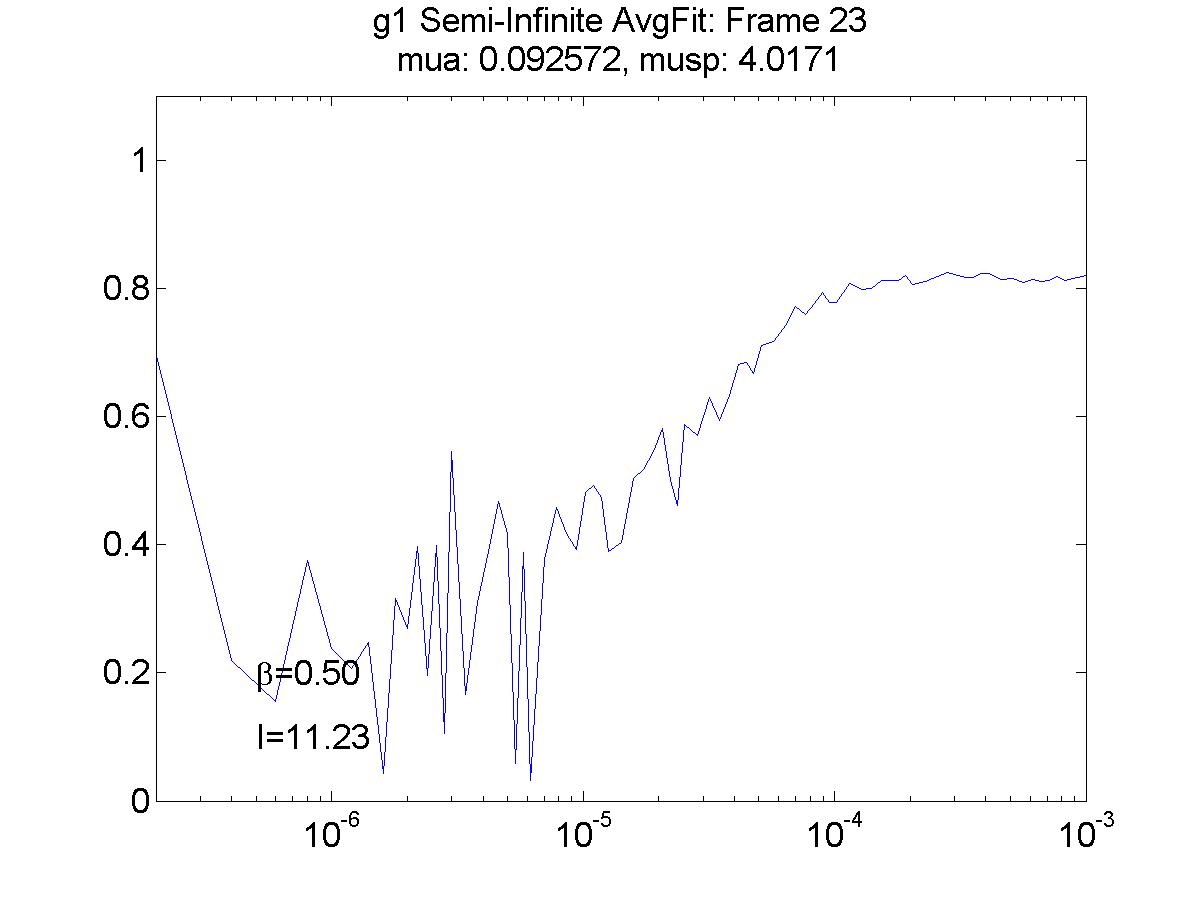 g1 Semi-Infinite AvgFit: Frame 23
mua: 0.092572, musp: 4.0171
1
0.8
0.6
0.4
0.2
0
β=0.50
I=11.23
10^-6
10^-5
10^-4
10^-3